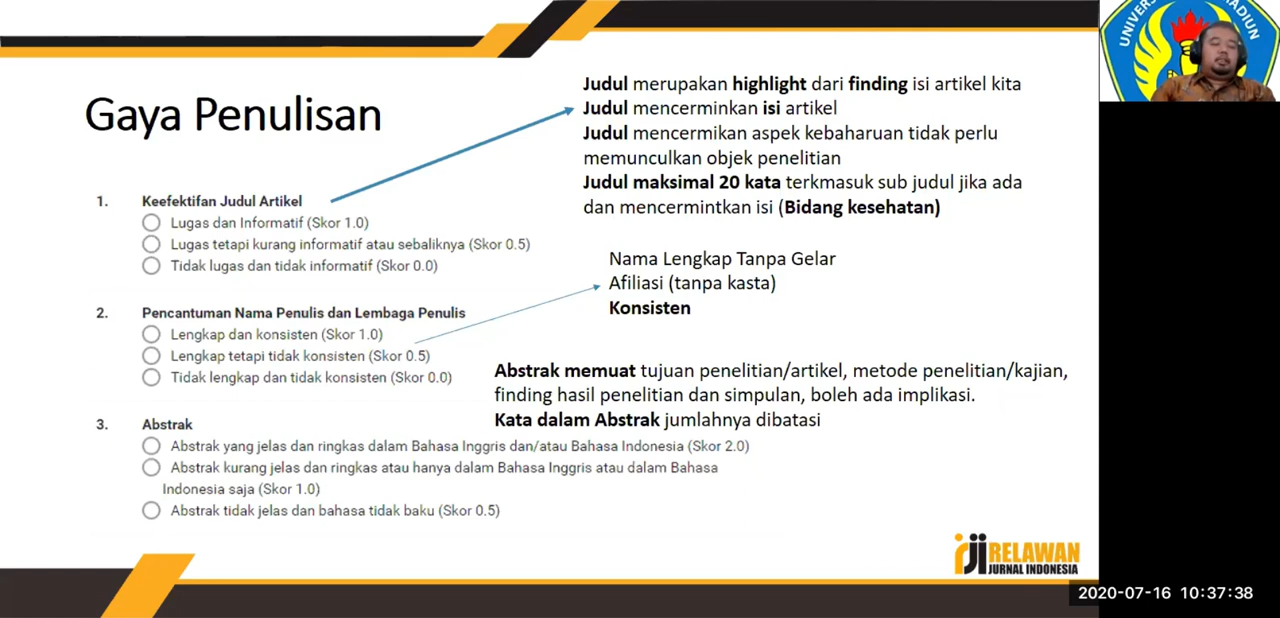 Gaya Penulisan
Judul merupakan highlight dari finding isi artikel kita
Judul mencerminkan isi artikel
Judul mencermikan aspek kebaharuan tidak perlu
memunculkan objek penelitian
Judul maksimal 20 kata terkmasuk sub judul jika ada
dan mencermintkan isi (Bidang kesehatan)
1. Keefektifan Judul Artikel
Lugas dan Informatif (Skor 1.0)
Lugas tetapi kurang informatif atau sebaliknya (Skor 0.5)
Tidak lugas dan tidak informatif (Skor 0.0)
Nama Lengkap Tanpa Gelar
Afiliasi (tanpa kasta)
Konsisten
2. Pencantuman Nama Penulis dan Lembaga Penulis
Lengkap dan konsisten (Skor 1.0)
Lengkap tetapi tidak konsisten (Skor 0.5)
Tidak lengkap dan tidak konsisten (Skor 0.0)
Abstrak memuat tujuan penelitian/artikel, metode penelitian/kajian,
finding hasil penelitian dan simpulan, boleh ada implikasi.
Kata dalam Abstrak jumlahnya dibatasi
3. Abstrak
Abstrak yang jelas dan ringkas dalam Bahasa Inggris dan/atau Bahasa Indonesia (Skor 2.0)
Abstrak kurang jelas dan ringkas atau hanya dalam Bahasa Inggris atau dalam Bahasa
Indonesia saja (Skor 1.0)
Abstrak tidak jelas dan bahasa tidak baku (Skor 0.5)
rji RELAWAN
JURNAL INDONESIA
2020-07-16 10:37:38